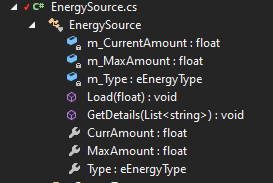 C# EnergySource.cs
EnergySource
m_CurrentAmount : float
m_MaxAmount : float
m_Type : eEnergyType
Load(float) : void
GetDetails(List<string>) : void
CurrAmount : float
MaxAmount : float
Type : eEnergyType